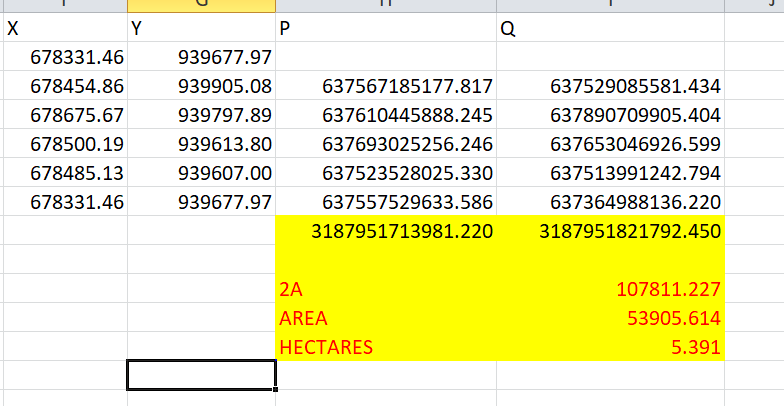 X Y P Q
678331.46 939677.97
678454.86 939905.08 637567185177.817 637529085581.434
678675.67 939797.89 637610445888.245 637890709905.404
678500.19 939613.80 637693025256.246 637653046926.599
678485.13 939607.00 637523528025.330 637513991242.794
678331.46 939677.97 637557529633.586 637364988136.220
3187951713981.220 3187951821792.450
2A 107811.227
AREA 53905.614
HECTARES 5.391